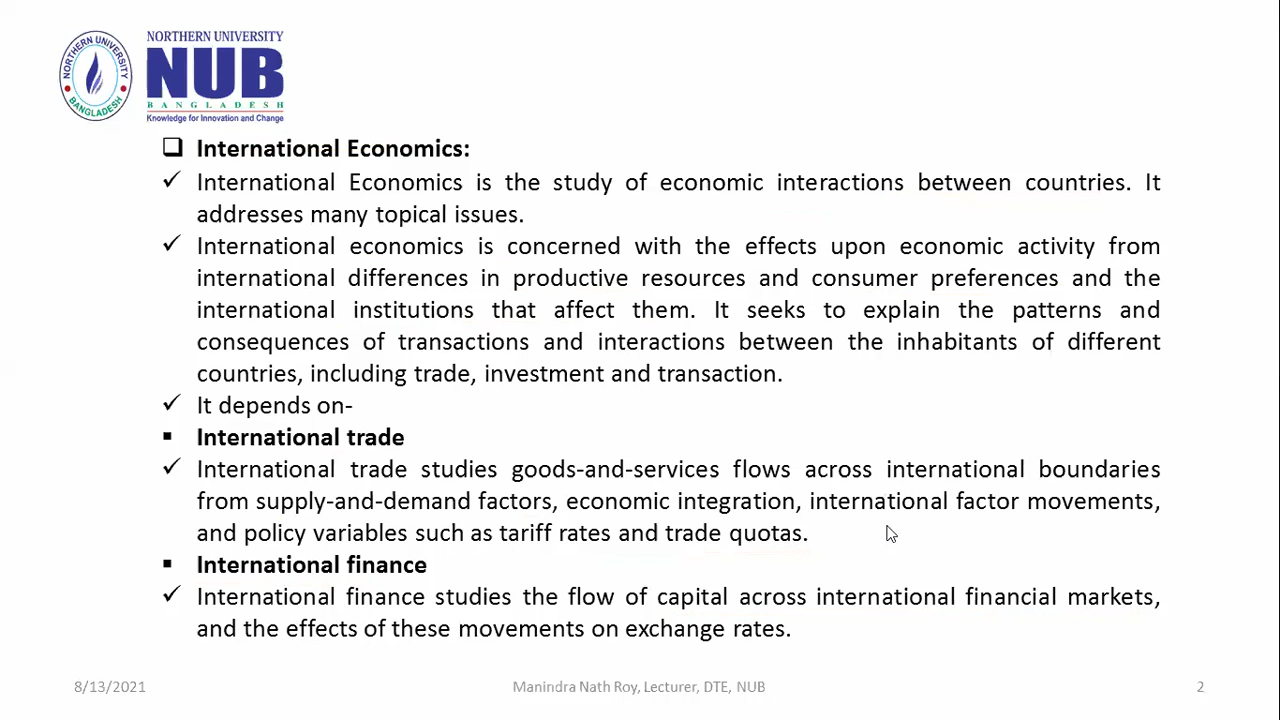 NORTHERN UNIVERSITY
NUB
BANGLADESH
Knowledge for Innovation and Change
NORTHERN UNIVERSITY
BANGLADESH
International Economics:
International Economics is the study of economic interactions between countries. It
addresses many topical issues.
International economics is concerned with the effects upon economic activity from
international differences in productive resources and consumer preferences and the
international institutions that affect them. It seeks to explain the patterns and
consequences of transactions and interactions between the inhabitants of different
countries, including trade, investment and transaction.
It depends on-
International trade
International trade studies goods-and-services flows across international boundaries
from supply-and-demand factors, economic integration, international factor movements,
and policy variables such as tariff rates and trade quotas.
International finance
International finance studies the flow of capital across international financial markets,
and the effects of these movements on exchange rates.
8/13/2021
Manindra Nath Roy, Lecturer, DTE, NUB
2